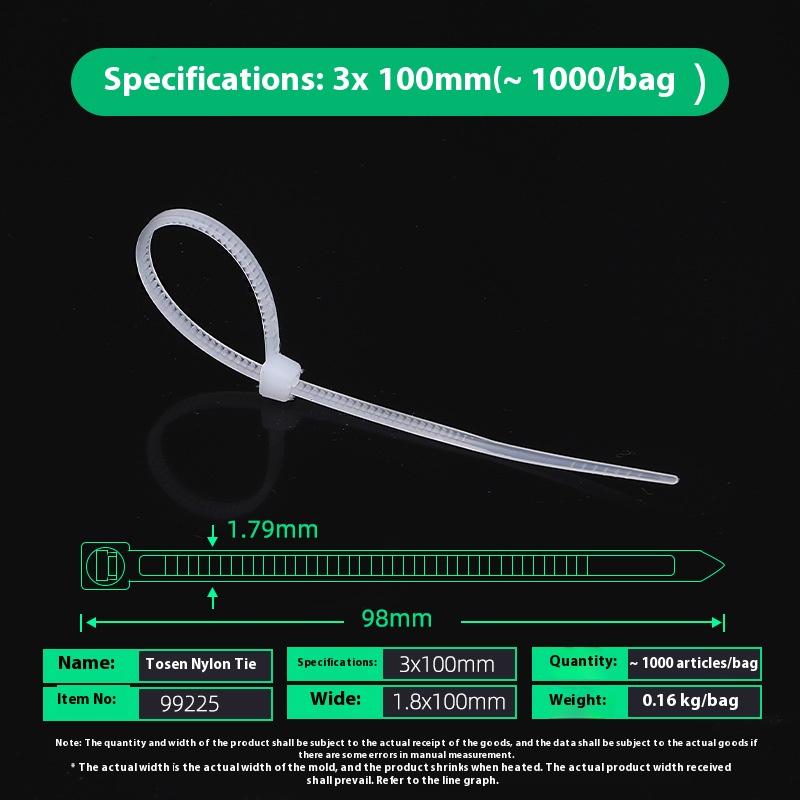 Specifications: 3x 100mm(~ 1000/bag )
1.79mm
98mm
Name: Tosen Nylon Tie
Specifications: 3x100mm
Quantity: ~ 1000 articles/bag
Item No: 99225
Wide: 1.8x100mm
Weight: 0.16 kg/bag
Note: The quantity and width of the product shall be subject to the actual receipt of the goods, and the data shall be subject to the actual goods if
there are some errors in manual measurement.
* The actual width is the actual width of the mold, and the product shrinks when heated. The actual product width received
shall prevail. Refer to the line graph.